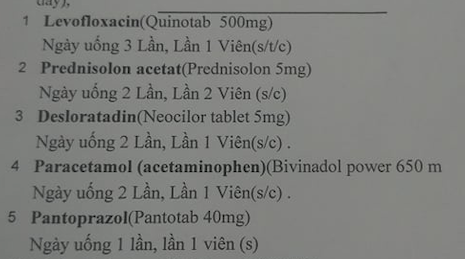 1 Levofloxacin(Quinotab 500mg)
Ngày uống 3 Lần, Lần 1 Viên(s/t/c)
2 Prednisolon acetat(Prednisolon 5mg)
Ngày uống 2 Lần, Lần 2 Viên (s/c)
3 Desloratadin(Neocilor tablet 5mg)
Ngày uống 2 Lần, Lần 1 Viên(s/c) .
4 Paracetamol (acetaminophen)(Bivinadol power 650 m
Ngày uống 2 Lần, Lần 1 Viên(s/c) .
5 Pantoprazol(Pantotab 40mg)
Ngày uống 1 lần, lần 1 viên (s)